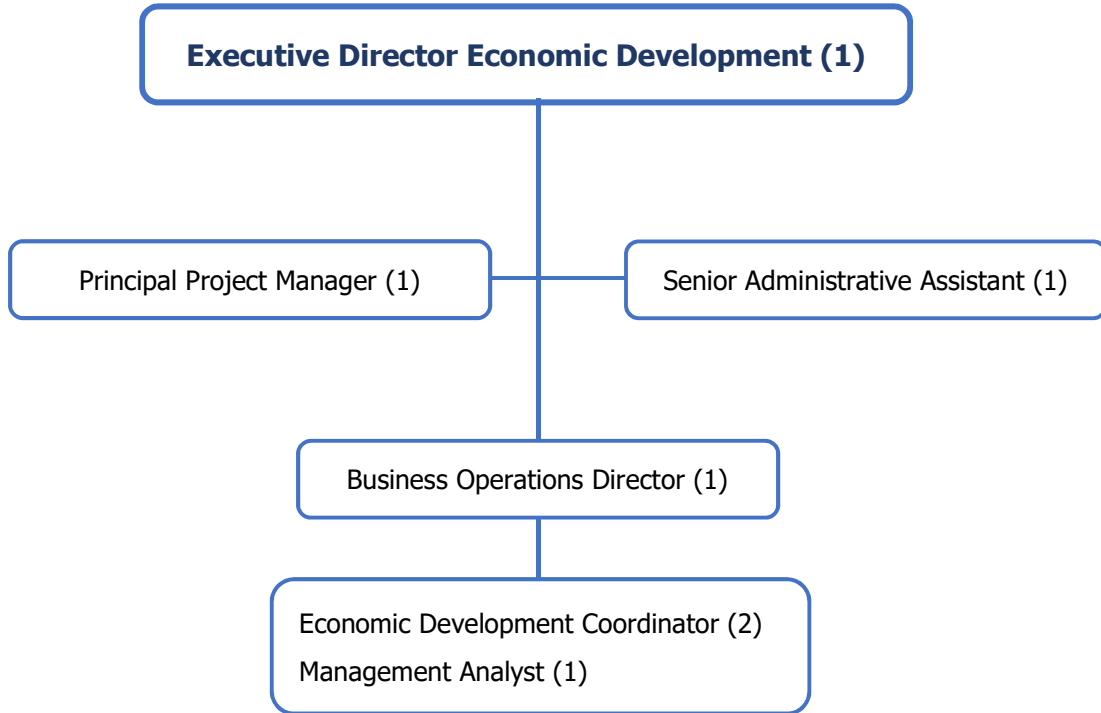 Executive Director Economic Development (1)
Principal Project Manager (1)
Senior Administrative Assistant (1)
Business Operations Director (1)
Economic Development Coordinator (2)
Management Analyst (1)